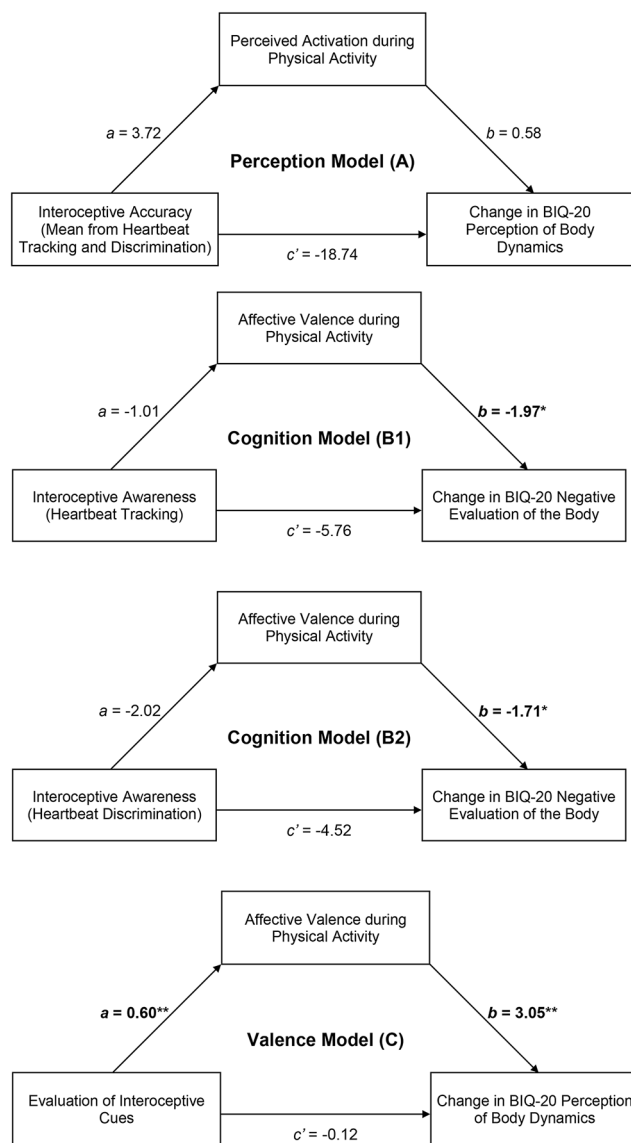 Perceived Activation during
Physical Activity
a = 3.72
b = 0.58
Perception Model (A)
Interoceptive Accuracy
(Mean from Heartbeat
Tracking and Discrimination)
c' = -18.74
Change in BIQ-20
Perception of Body
Dynamics
Affective Valence during
Physical Activity
a = -1.01
b = -1.97*
Cognition Model (B1)
Interoceptive Awareness
(Heartbeat Tracking)
c' = -5.76
Change in BIQ-20 Negative
Evaluation of the Body
Affective Valence during
Physical Activity
a = -2.02
b = -1.71*
Cognition Model (B2)
Interoceptive Awareness
(Heartbeat Discrimination)
c' = -4.52
Change in BIQ-20 Negative
Evaluation of the Body
Affective Valence during
Physical Activity
a = 0.60**
b = 3.05**
Valence Model (C)
Evaluation of Interoceptive
Cues
c' = -0.12
Change in BIQ-20 Perception
of Body Dynamics